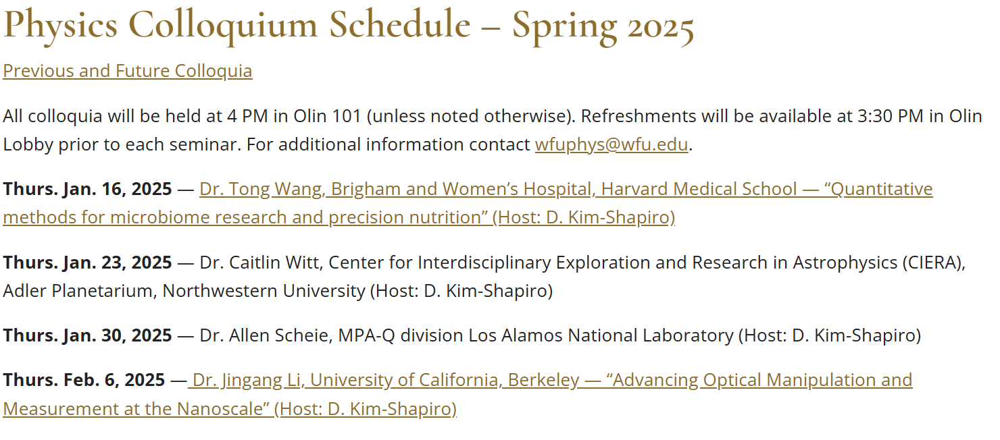 Physics Colloquium Schedule – Spring 2025
Previous and Future Colloquia
All colloquia will be held at 4 PM in Olin 101 (unless noted otherwise). Refreshments will be available at 3:30 PM in Olin
Lobby prior to each seminar. For additional information contact wfuphys@wfu.edu.
Thurs. Jan. 16, 2025 — Dr. Tong Wang, Brigham and Women’s Hospital, Harvard Medical School — “Quantitative
methods for microbiome research and precision nutrition” (Host: D. Kim-Shapiro)
Thurs. Jan. 23, 2025 — Dr. Caitlin Witt, Center for Interdisciplinary Exploration and Research in Astrophysics (CIERA),
Adler Planetarium, Northwestern University (Host: D. Kim-Shapiro)
Thurs. Jan. 30, 2025 — Dr. Allen Scheie, MPA-Q division Los Alamos National Laboratory (Host: D. Kim-Shapiro)
Thurs. Feb. 6, 2025 — Dr. Jingang Li, University of California, Berkeley — “Advancing Optical Manipulation and
Measurement at the Nanoscale” (Host: D. Kim-Shapiro)